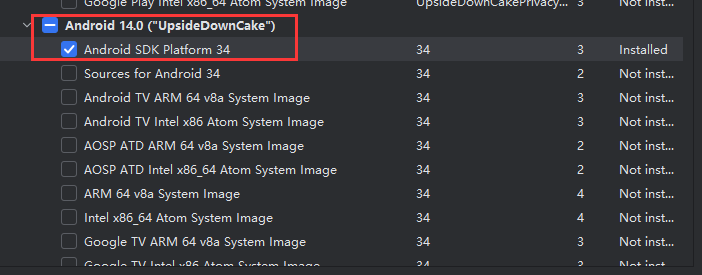 Google Play Intel x86_64 Atom System Image UpsideDownCakePrivacy... 3 Not inst...
Android 14.0 ("UpsideDownCake")
Android SDK Platform 34 34 3 Installed
Sources for Android 34 34 2 Not inst...
Android TV ARM 64 v8a System Image 34 3 Not inst...
Android TV Intel x86 Atom System Image 34 3 Not inst...
AOSP ATD ARM 64 v8a System Image 34 2 Not inst...
AOSP ATD Intel x86_64 Atom System Image 34 2 Not inst...
ARM 64 v8a System Image 34 4 Not inst...
Intel x86_64 Atom System Image 34 4 Not inst...
Google TV ARM 64 v8a System Image 34 3 Not inst...
Google TV Intel x86 Atom System Image 34 3 Not inst...